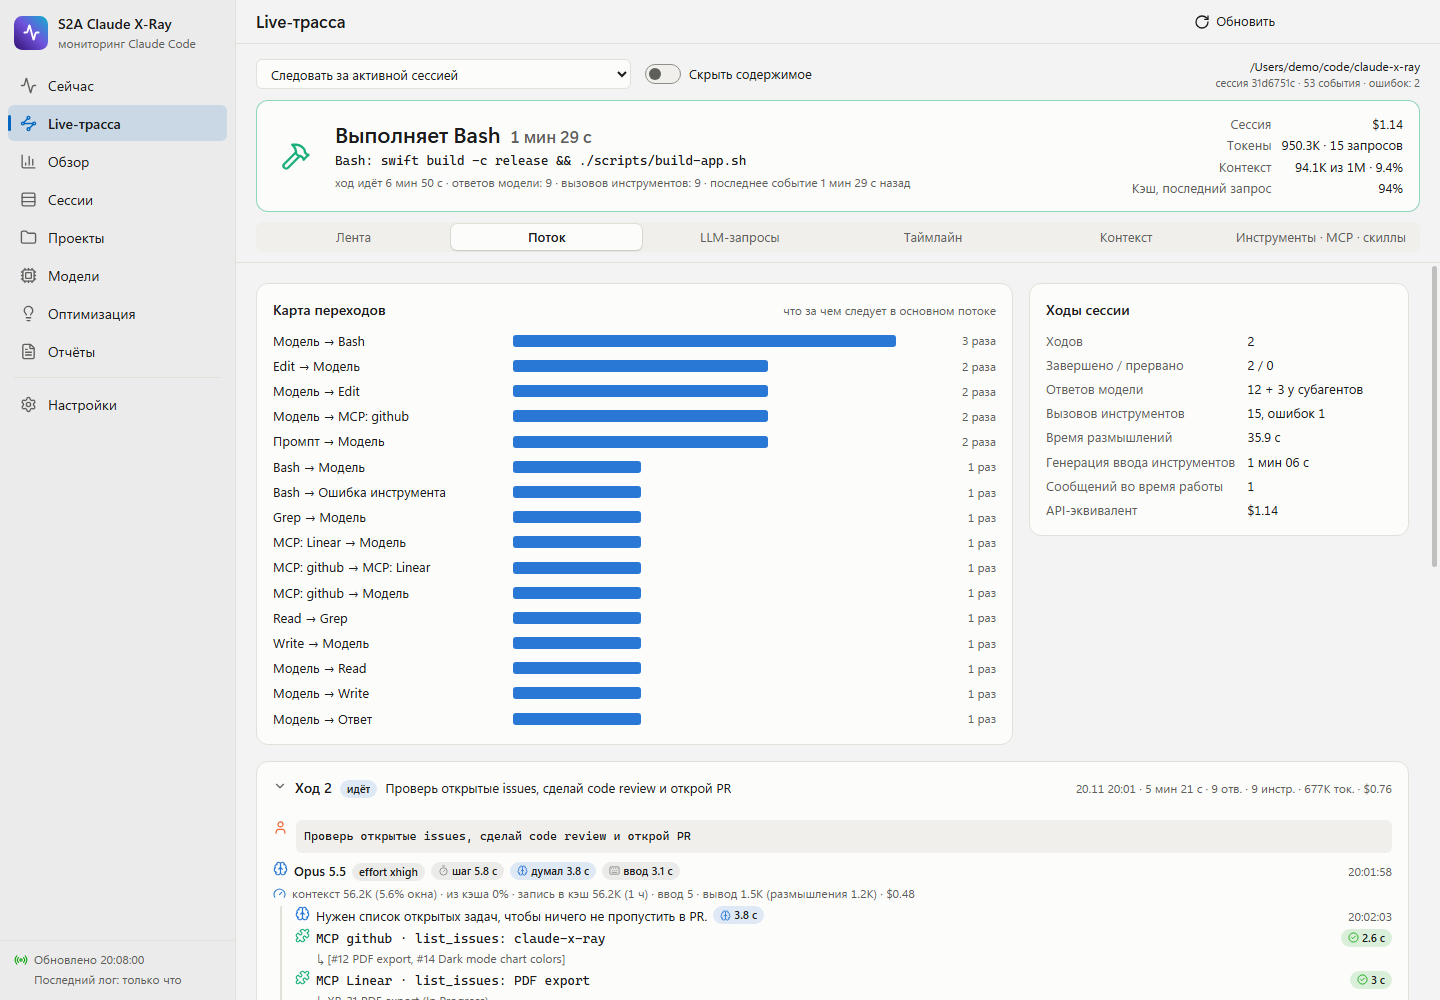 S2A Claude X-Ray
мониторинг Claude Code
Сейчас
Live-трасса
Обзор
Сессии
Проекты
Модели
Оптимизация
Отчёты
Настройки
Обновлено 20:08:00
Последний лог: только что
Live-трасса
Обновить
Следовать за активной сессией
Скрыть содержимое
/Users/demo/code/claude-x-ray
сессия 31d6751c · 53 события · ошибок: 2
Выполняет Bash 1 мин 29 с
Bash: swift build -c release && ./scripts/build-app.sh
ход идёт 6 мин 50 с · ответов модели: 9 · вызовов инструментов: 9 · последнее событие 1 мин 29 с назад
Сессия $1.14
Токены 950.3K · 15 запросов
Контекст 94.1K из 1M · 9.4%
Кэш, последний запрос 94%
Лента
Поток
LLM-запросы
Таймлайн
Контекст
Инструменты · MCP · скиллы
Карта переходов
что за чем следует в основном потоке
Модель → Bash 3 раза
Edit → Модель 2 раза
Модель → Edit 2 раза
Модель → MCP: github 2 раза
Промпт → Модель 2 раза
Bash → Модель 1 раз
Bash → Ошибка инструмента 1 раз
Grep → Модель 1 раз
MCP: Linear → Модель 1 раз
MCP: github → MCP: Linear 1 раз
MCP: github → Модель 1 раз
Read → Grep 1 раз
Write → Модель 1 раз
Модель → Read 1 раз
Модель → Write 1 раз
Модель → Ответ 1 раз
Ходы сессии
Ходов 2
Завершено / прервано 2 / 0
Ответов модели 12 + 3 у субагентов
Вызовов инструментов 15, ошибок 1
Время размышлений 35.9 с
Генерация ввода инструментов 1 мин 06 с
Сообщений во время работы 1
API-эквивалент $1.14
Ход 2 идёт Проверь открытые issues, сделай code review и открой PR
20.11 20:01 · 5 мин 21 с · 9 отв. · 9 инстр. · 677K ток. · $0.76
Проверь открытые issues, сделай code review и открой PR
Opus 5.5 effort xhigh шаг 5.8 с думал 3.8 с ввод 3.1 с 20:01:58
контекст 56.2K (5.6% окна) · из кэша 0% · запись в кэш 56.2K (1 ч) · ввод 5 · вывод 1.5K (размышления 1.2K) · $0.48
Нужен список открытых задач, чтобы ничего не пропустить в PR. 3.8 с 20:02:03
MCP github · list_issues: claude-x-ray 2.6 с
↳ [#12 PDF export, #14 Dark mode chart colors]
MCP Linear · list_issues: PDF export 3 с